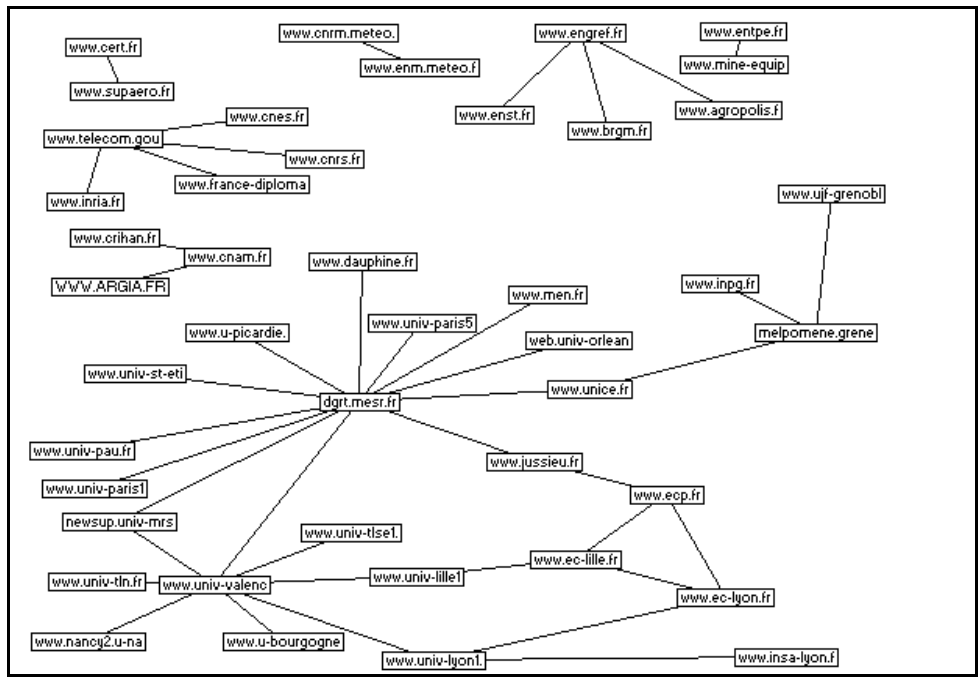 www.cert.fr
www.cnrm.meteo.
www.engref.fr
www.entpe.fr
www.supaero.fr
www.enm.meteo.f
www.mine-equip
www.cnes.fr
www.enst.fr
www.brgm.fr
www.agropolis.f
www.telecom.gou
www.cnrs.fr
www.france-diploma
www.inria.fr
www.ujf-grenobl
www.crihan.fr
www.cnam.fr
www.dauphine.fr
WWW.ARGIA.FR
www.men.fr
www.inpg.fr
www.u-picardie.
www.univ-paris5
web.univ-orlean
melpomene.grene
www.univ-st-eti
dgrt.mesr.fr
www.unice.fr
www.univ-pau.fr
www.jussieu.fr
www.univ-paris1
www.ecp.fr
newsup.univ-mrs
www.univ-tlse1.
www.ec-lille.fr
www.univ-tln.fr
www.univ-valenc
www.univ-lille1
www.ec-lyon.fr
www.nancy2.u-na
www.u-bourgogne
www.univ-lyon1.
www.insa-lyon.f